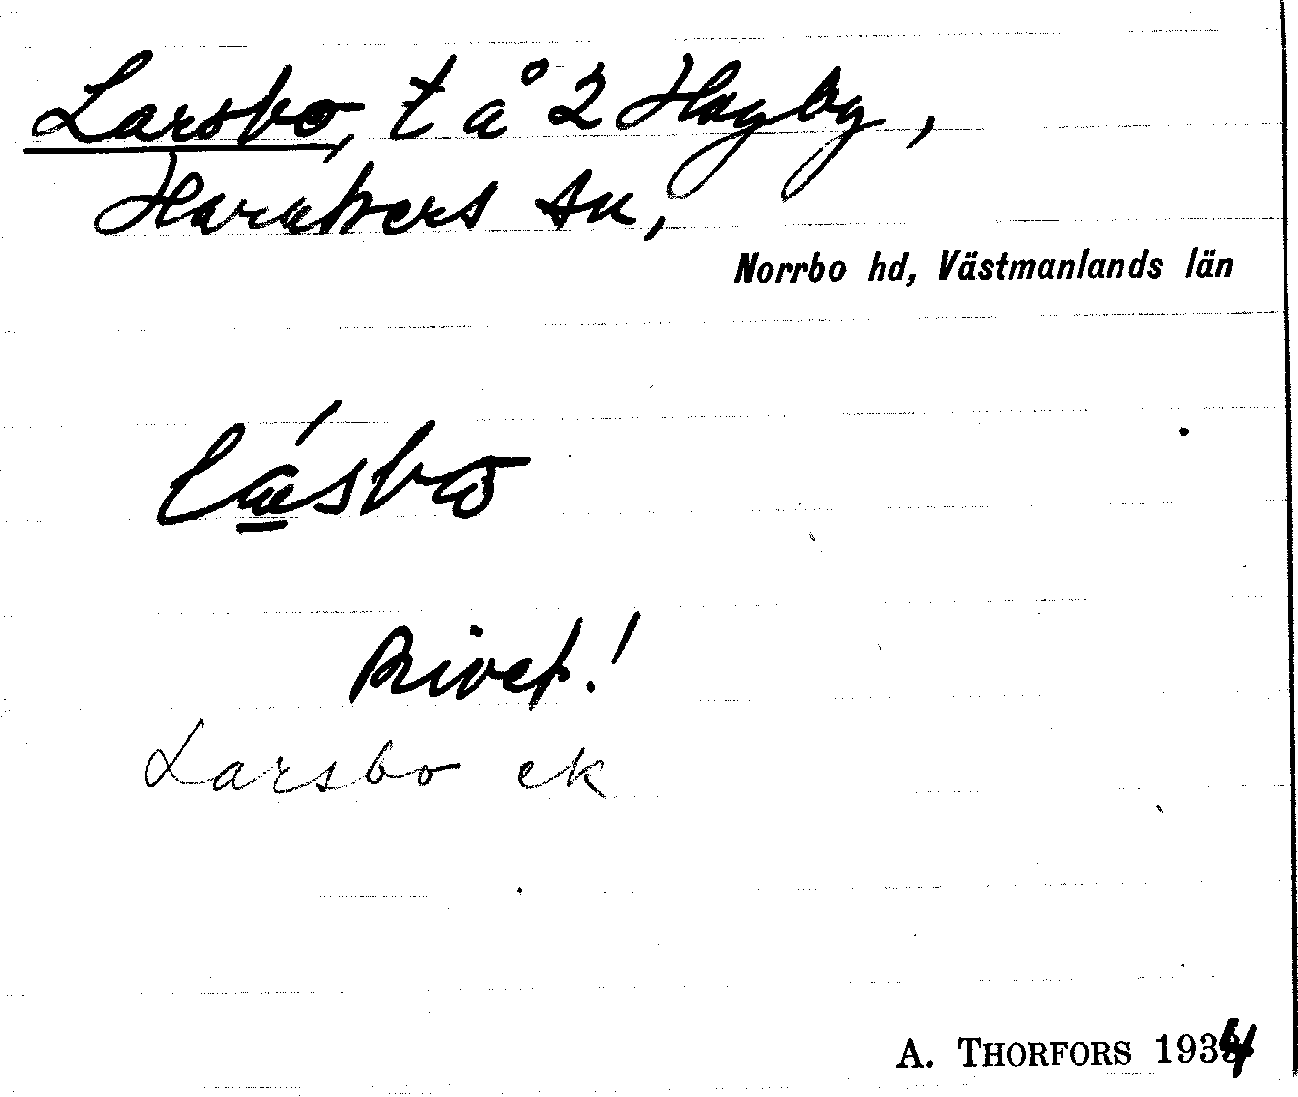 Larsbo, t å 2 Hagby,
Harakers sn,
Norrbo hd, Västmanlands län
lásbo
Rivet.!
Larsbo ek
A. THORFORS 1934